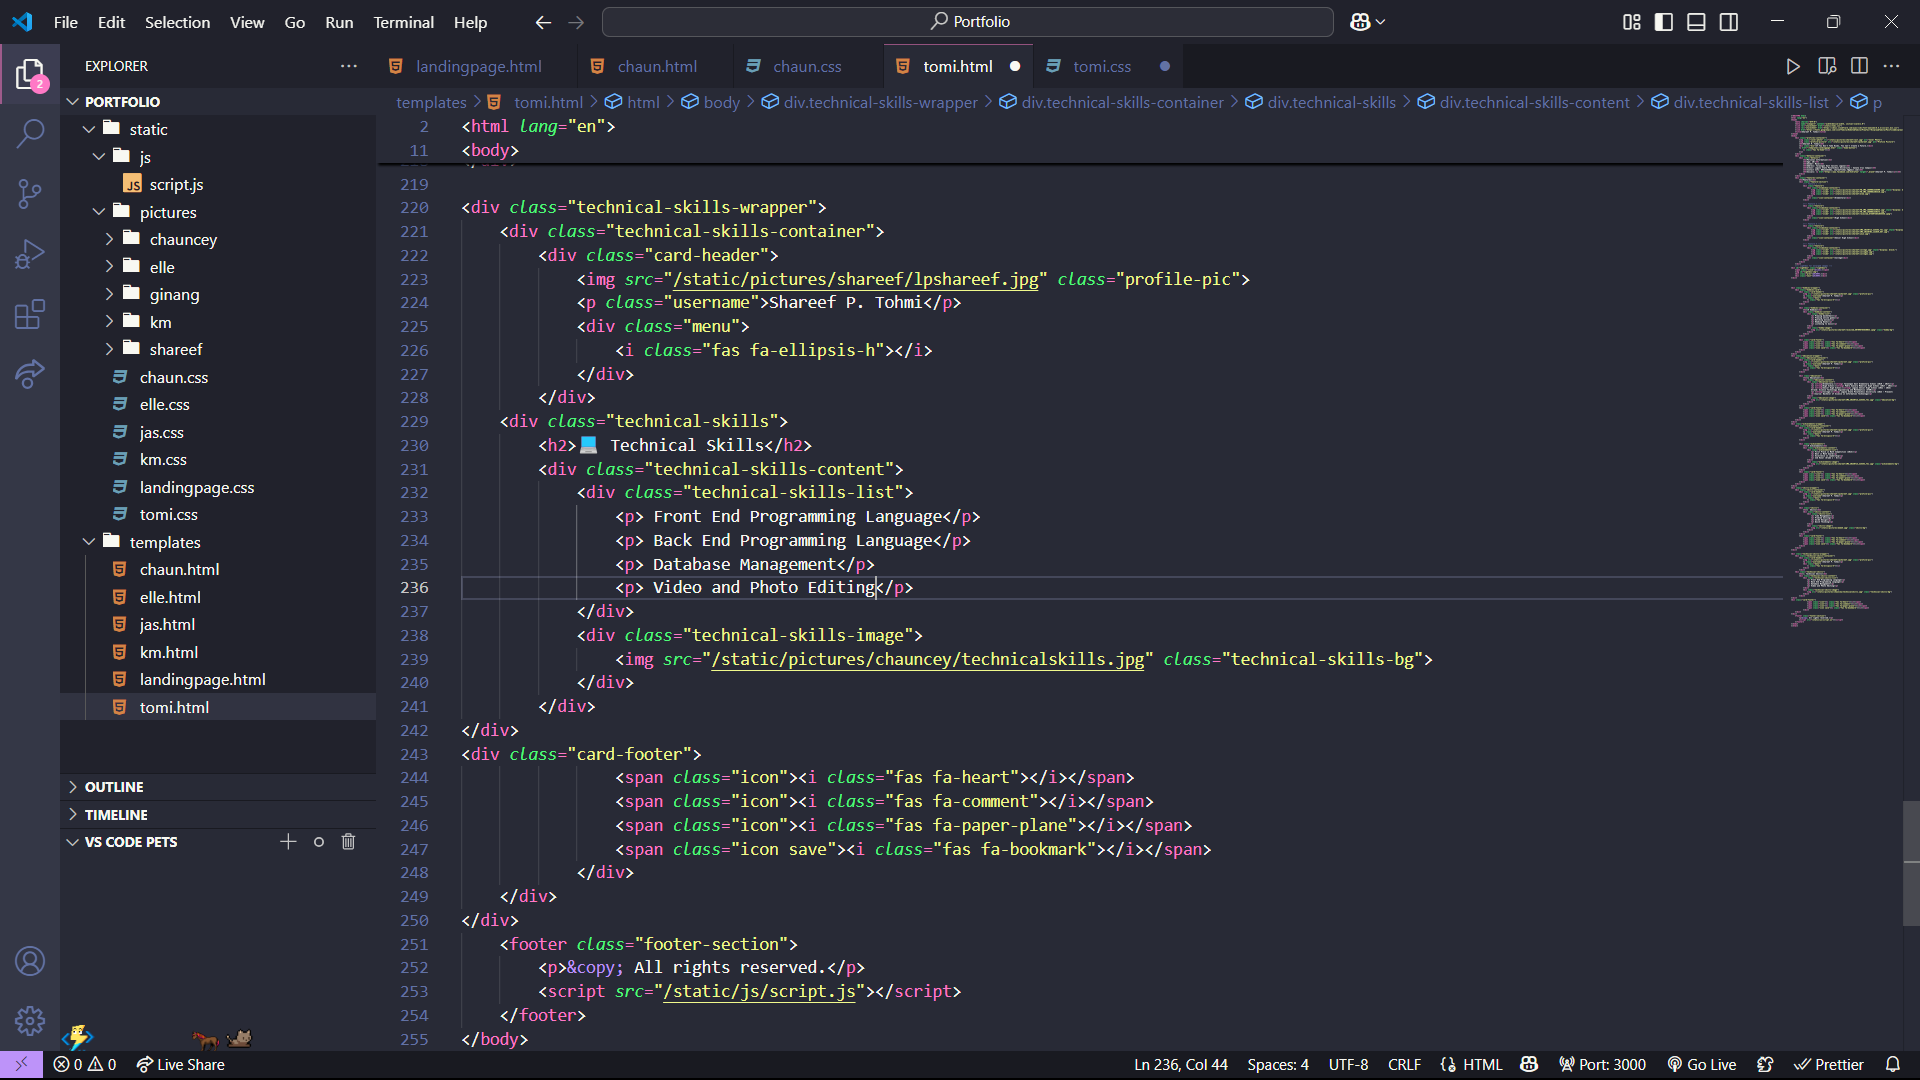 File Edit Selection View Go Run Terminal Help
Portfolio
EXPLORER
2
PORTFOLIO
static
js
JS script.js
pictures
chauncey
elle
ginang
km
shareef
chaun.css
elle.css
jas.css
km.css
landingpage.css
tomi.css
templates
chaun.html
elle.html
jas.html
km.html
landingpage.html
tomi.html
OUTLINE
TIMELINE
VS CODE PETS
landingpage.html chaun.html chaun.css tomi.html tomi.css
templates > tomi.html > html > body > div.technical-skills-wrapper > div.technical-skills-container > div.technical-skills > div.technical-skills-content > div.technical-skills-list > p
2 <html lang="en">
11 <body>
219
220 <div class="technical-skills-wrapper">
221 <div class="technical-skills-container">
222 <div class="card-header">
223 <img src="/static/pictures/shareef/lpshareef.jpg" class="profile-pic">
224 <p class="username">Shareef P. Tohmi</p>
225 <div class="menu">
226 <i class="fas fa-ellipsis-h"></i>
227 </div>
228 </div>
229 <div class="technical-skills">
230 <h2>💻 Technical Skills</h2>
231 <div class="technical-skills-content">
232 <div class="technical-skills-list">
233 <p> Front End Programming Language</p>
234 <p> Back End Programming Language</p>
235 <p> Database Management</p>
236 <p> Video and Photo Editing</p>
237 </div>
238 <div class="technical-skills-image">
239 <img src="/static/pictures/chauncey/technicalskills.jpg" class="technical-skills-bg">
240 </div>
241 </div>
242 </div>
243 <div class="card-footer">
244 <span class="icon"><i class="fas fa-heart"></i></span>
245 <span class="icon"><i class="fas fa-comment"></i></span>
246 <span class="icon"><i class="fas fa-paper-plane"></i></span>
247 <span class="icon save"><i class="fas fa-bookmark"></i></span>
248 </div>
249 </div>
250 </div>
251 <footer class="footer-section">
252 <p>&copy; All rights reserved.</p>
253 <script src="/static/js/script.js"></script>
254 </footer>
255 </body>
0 0 Live Share Ln 236, Col 44 Spaces: 4 UTF-8 CRLF {} HTML Port: 3000 Go Live Prettier